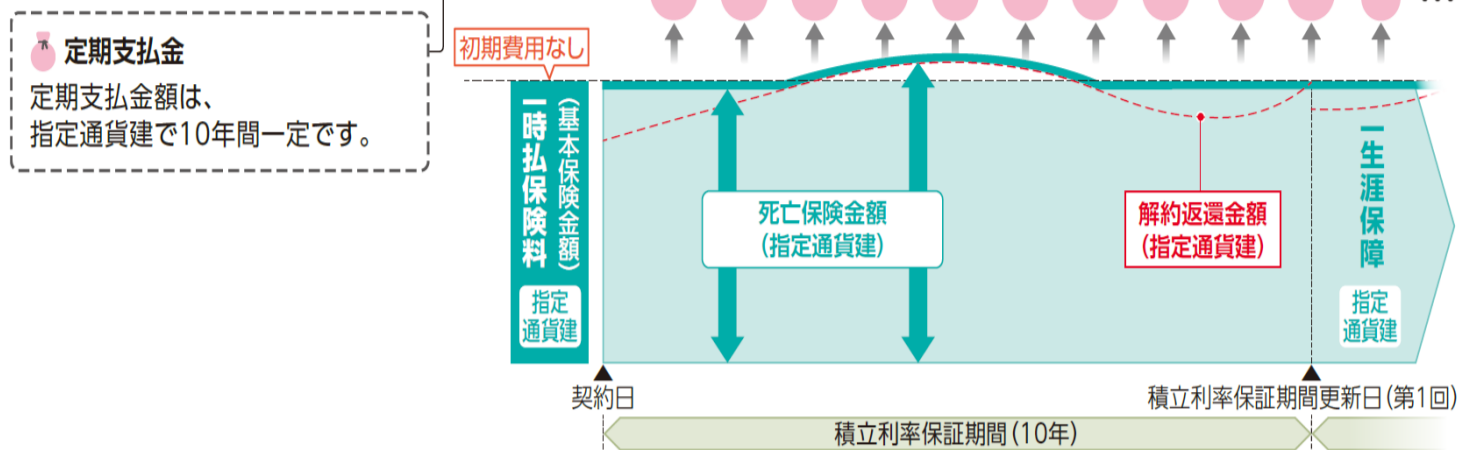 定期支払金
定期支払金額は、
指定通貨建で10年間一定です。
初期費用なし
一時払保険料
(基本保険金額)
指定
通貨建
死亡保険金額
(指定通貨建)
解約返還金額
(指定通貨建)
一生涯保障
指定
通貨建
契約日
積立利率保証期間更新日(第1回)
積立利率保証期間(10年)